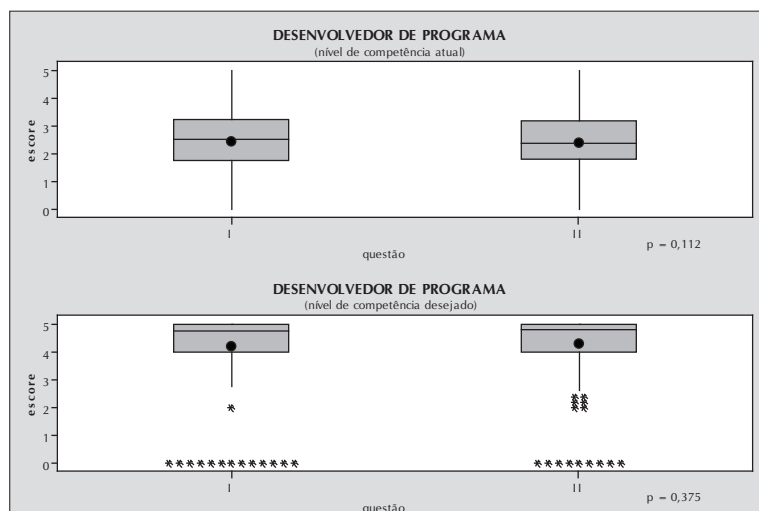 DESENVOLVEDOR DE PROGRAMA
(nível de competência atual)
5
4
3
2
1
0
escore
I
II
questão
p = 0,112
DESENVOLVEDOR DE PROGRAMA
(nível de competência desejado)
5
4
3
2
1
0
escore
I
II
questão
p = 0,375